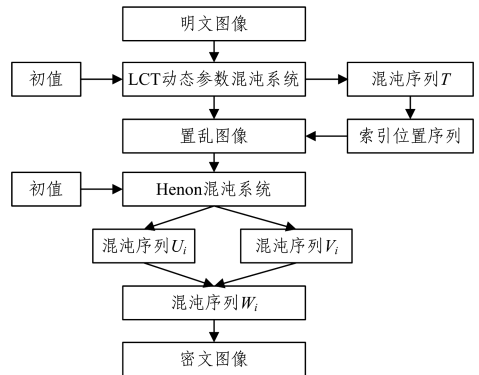 明文图像
初值
LCT动态参数混沌系统
混沌序列T
置乱图像
索引位置序列
初值
Henon混沌系统
混沌序列Ui
混沌序列Vi
混沌序列Wi
密文图像